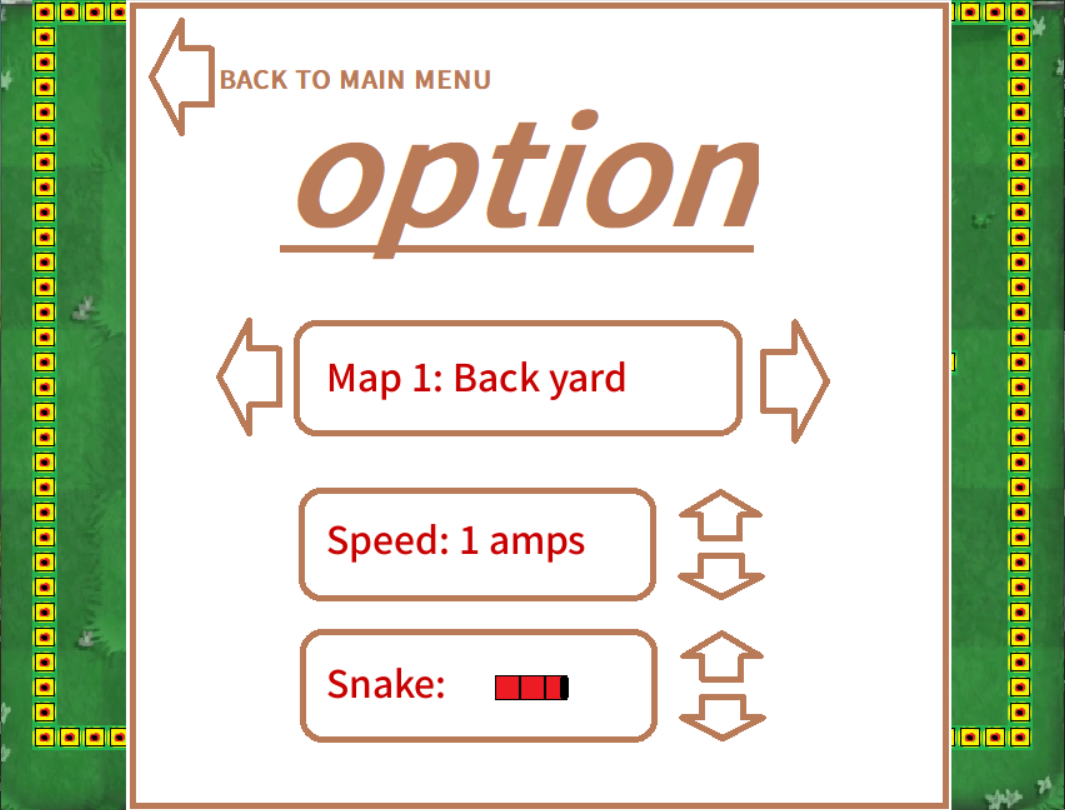 BACK TO MAIN MENU
option
Map 1: Back yard
Speed: 1 amps
Snake: